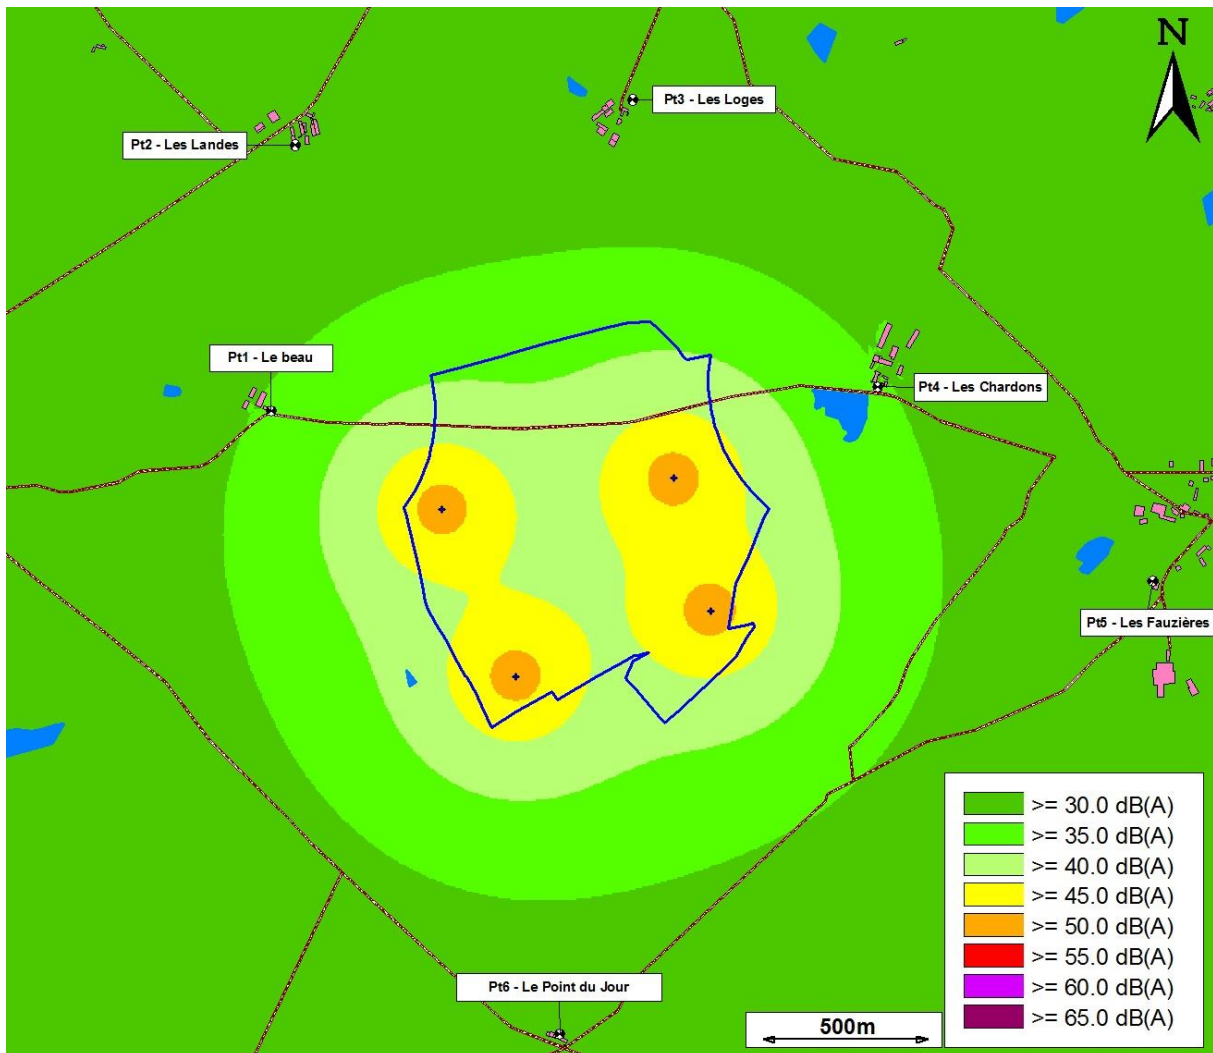 N
Pt3 - Les Loges
Pt2 - Les Landes
Pt1 - Le beau
Pt4 - Les Chardons
Pt5 - Les Fauzières
Pt6 - Le Point du Jour
>= 30.0 dB(A)
>= 35.0 dB(A)
>= 40.0 dB(A)
>= 45.0 dB(A)
>= 50.0 dB(A)
>= 55.0 dB(A)
>= 60.0 dB(A)
>= 65.0 dB(A)
500m